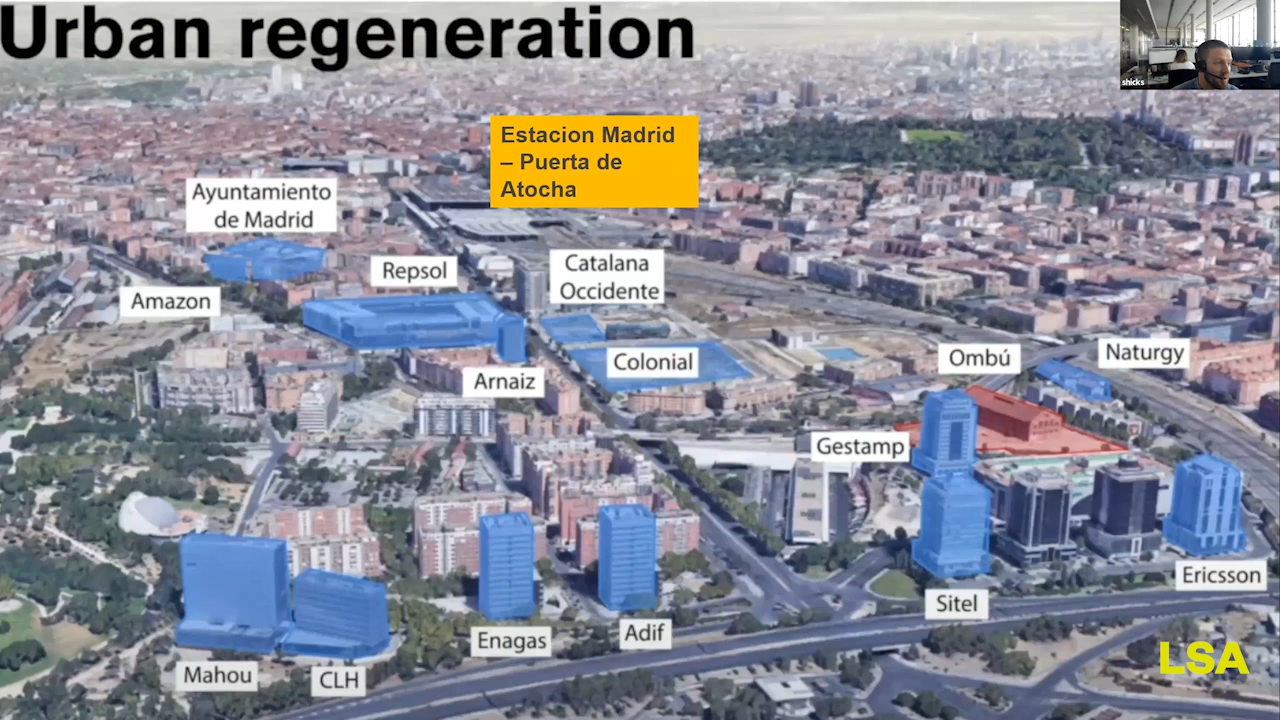 Urban regeneration
shicks
Estacion Madrid
– Puerta de
Atocha
Ayuntamiento
de Madrid
Repsol
Catalana
Occidente
Amazon
Arnaiz
Colonial
Ombú
Naturgy
Gestamp
Ericsson
Sitel
Enagas
Adif
Mahou
CLH
LSA